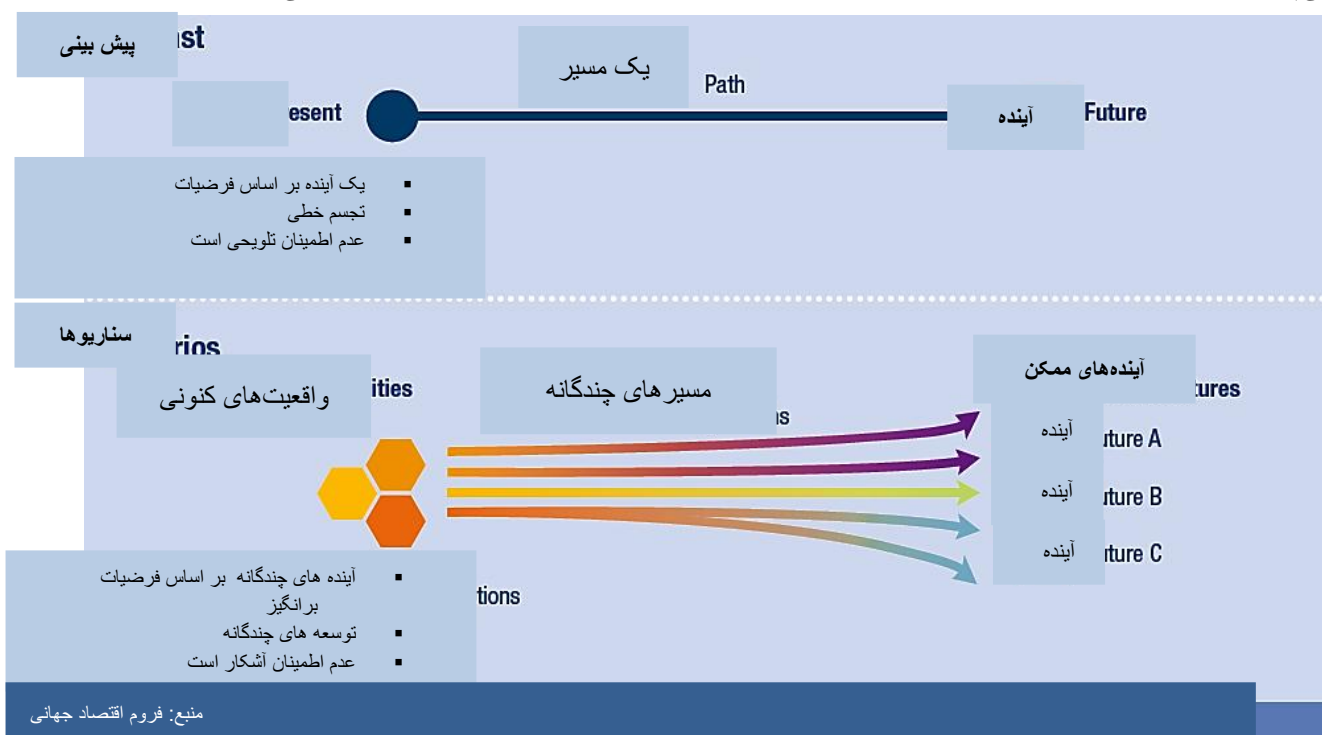 پیش بینی
ist
یک مسیر
Path
esent
آینده
Future
▪ یک آینده بر اساس فرضیات
▪ تجسم خطی
▪ عدم اطمینان تلویحی است
سناریوها
rios
واقعیت‌های کنونی
ities
مسیرهای چندگانه
ns
آینده‌های ممکن
tures
آینده
uture A
آینده
uture B
آینده
uture C
▪ آینده های چندگانه بر اساس فرضیات
برانگیز
▪ توسعه های چندگانه
▪ عدم اطمینان آشکار است
tions
منبع: فروم اقتصاد جهانی